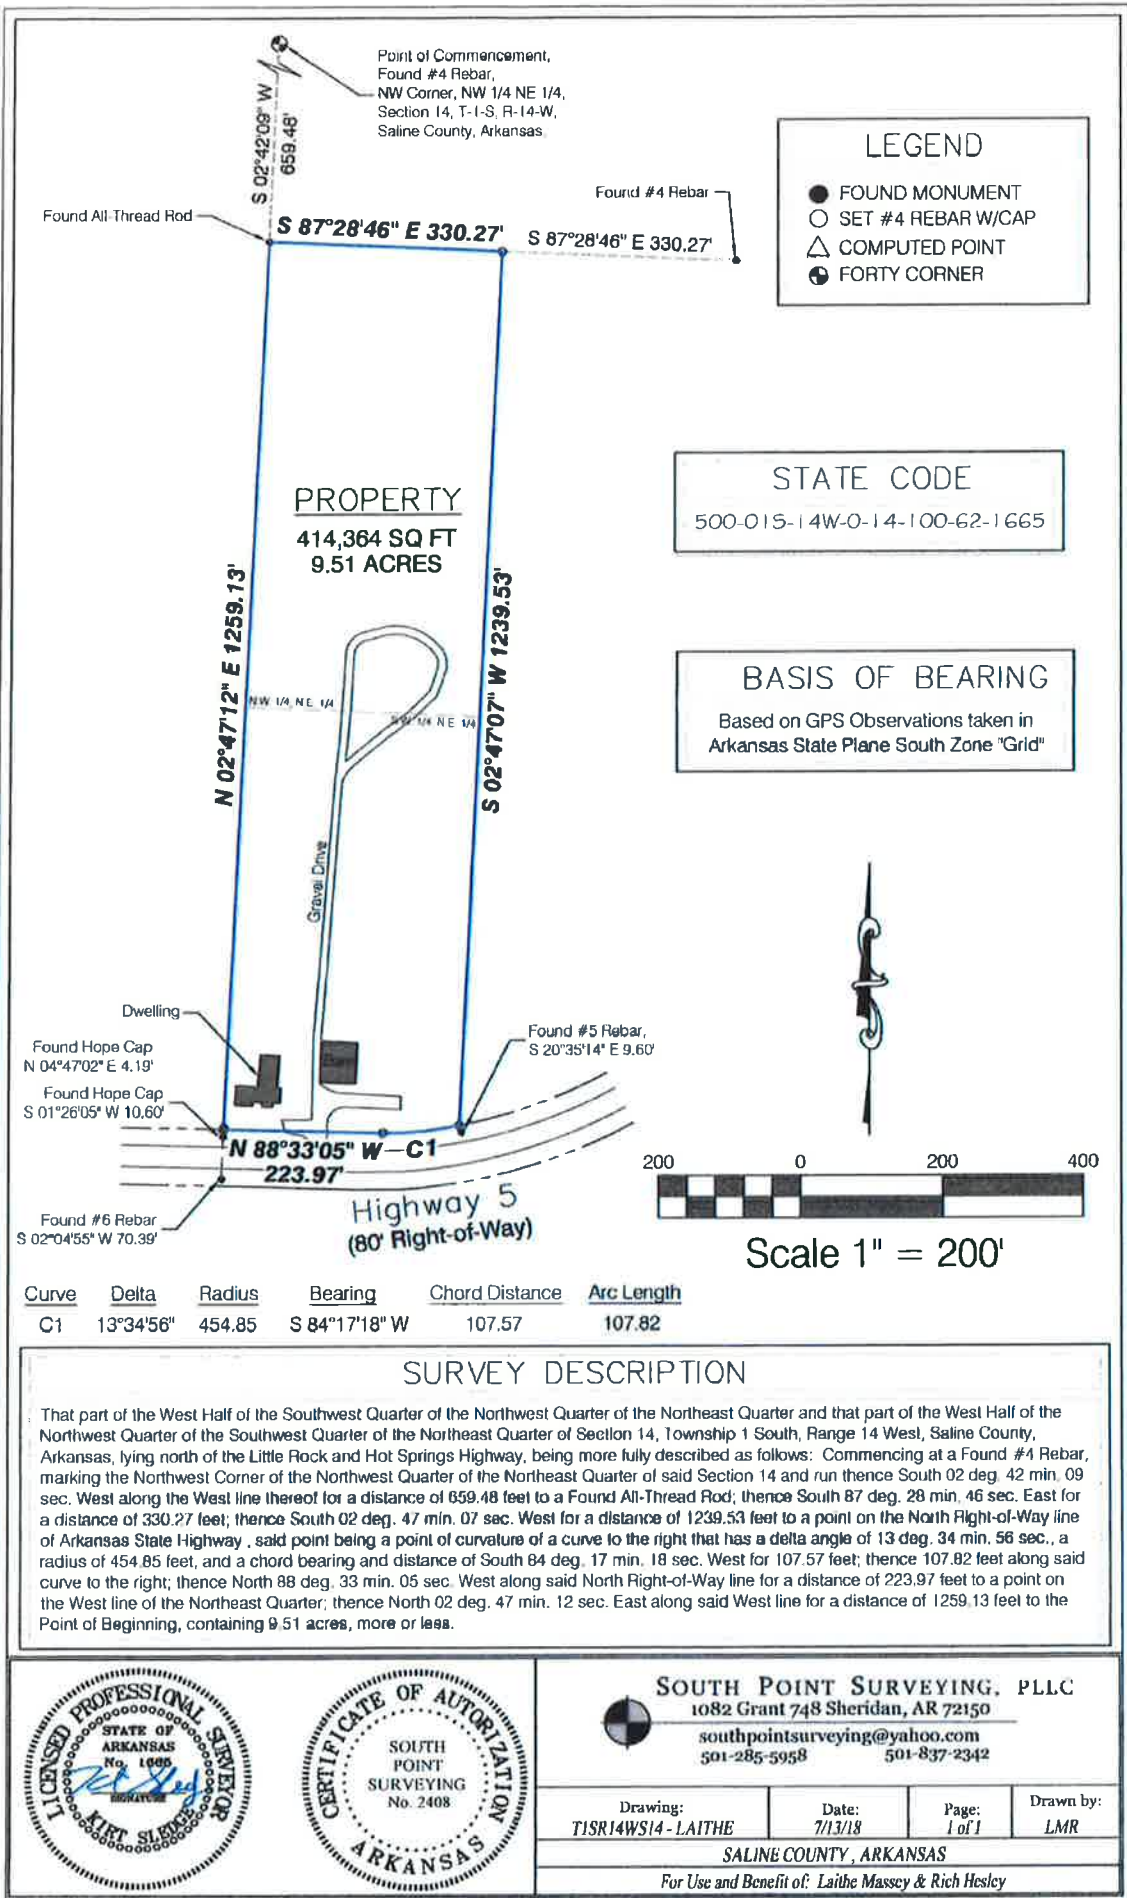 Point of Commencement,
Found #4 Rebar,
NW Corner, NW 1/4 NE 1/4,
Section 14, T-1-S, R-14-W,
Saline County, Arkansas
S 02°42'09" W
659.48'
Found All-Thread Rod
S 87°28'46" E 330.27'
Found #4 Rebar
S 87°28'46" E 330.27'
LEGEND
FOUND MONUMENT
SET #4 REBAR W/CAP
COMPUTED POINT
FORTY CORNER
PROPERTY
414,364 SQ FT
9.51 ACRES
STATE CODE
500-01S-14W-0-14-100-62-1665
BASIS OF BEARING
Based on GPS Observations taken in
Arkansas State Plane South Zone "Grid"
N 02°47'12" E 1259.13'
S 02°47'07" W 1239.53'
NW 1/4 NE 1/4
SW 1/4 NE 1/4
Gravel Drive
Dwelling
Found Hope Cap
N 04°47'02" E 4.19'
Found Hope Cap
S 01°26'05" W 10.60'
Found #5 Rebar,
S 20°35'14" E 9.60'
N 88°33'05" W
C1
223.97'
Found #6 Rebar
S 02°04'55" W 70.39'
Highway 5
(80' Right-of-Way)
200 0 200 400
Scale 1" = 200'
Curve Delta Radius Bearing Chord Distance Arc Length
C1 13°34'56" 454.85 S 84°17'18" W 107.57 107.82
SURVEY DESCRIPTION
That part of the West Half of the Southwest Quarter of the Northwest Quarter of the Northeast Quarter and that part of the West Half of the
Northwest Quarter of the Southwest Quarter of the Northeast Quarter of Section 14, Township 1 South, Range 14 West, Saline County,
Arkansas, lying north of the Little Rock and Hot Springs Highway, being more fully described as follows: Commencing at a Found #4 Rebar,
marking the Northwest Corner of the Northwest Quarter of the Northeast Quarter of said Section 14 and run thence South 02 deg. 42 min. 09
sec. West along the West line thereof for a distance of 659.48 feet to a Found All-Thread Rod; thence South 87 deg. 28 min. 46 sec. East for
a distance of 330.27 feet; thence South 02 deg. 47 min. 07 sec. West for a distance of 1239.53 feet to a point on the North Right-of-Way line
of Arkansas State Highway , said point being a point of curvature of a curve to the right that has a delta angle of 13 deg. 34 min. 56 sec., a
radius of 454.85 feet, and a chord bearing and distance of South 84 deg. 17 min. 18 sec. West for 107.57 feet; thence 107.82 feet along said
curve to the right; thence North 88 deg. 33 min. 05 sec. West along said North Right-of-Way line for a distance of 223.97 feet to a point on
the West line of the Northeast Quarter; thence North 02 deg. 47 min. 12 sec. East along said West line for a distance of 1259.13 feet to the
Point of Beginning, containing 9.51 acres, more or less.
LICENSED PROFESSIONAL SURVEYOR
STATE OF
ARKANSAS
No. 1665
SIGNATURE
KIET SLEDGE
CERTIFICATE OF AUTORIZATION
SOUTH
POINT
SURVEYING
No. 2408
ARKANSAS
SOUTH POINT SURVEYING, PLLC
1082 Grant 748 Sheridan, AR 72150
southpointsurveying@yahoo.com
501-285-5958 501-837-2342
Drawing: Date: Page: Drawn by:
T1SR14WS14 - LAITHE 7/13/18 1 of 1 LMR
SALINE COUNTY, ARKANSAS
For Use and Benefit of: Laithe Massey & Rich Hesley